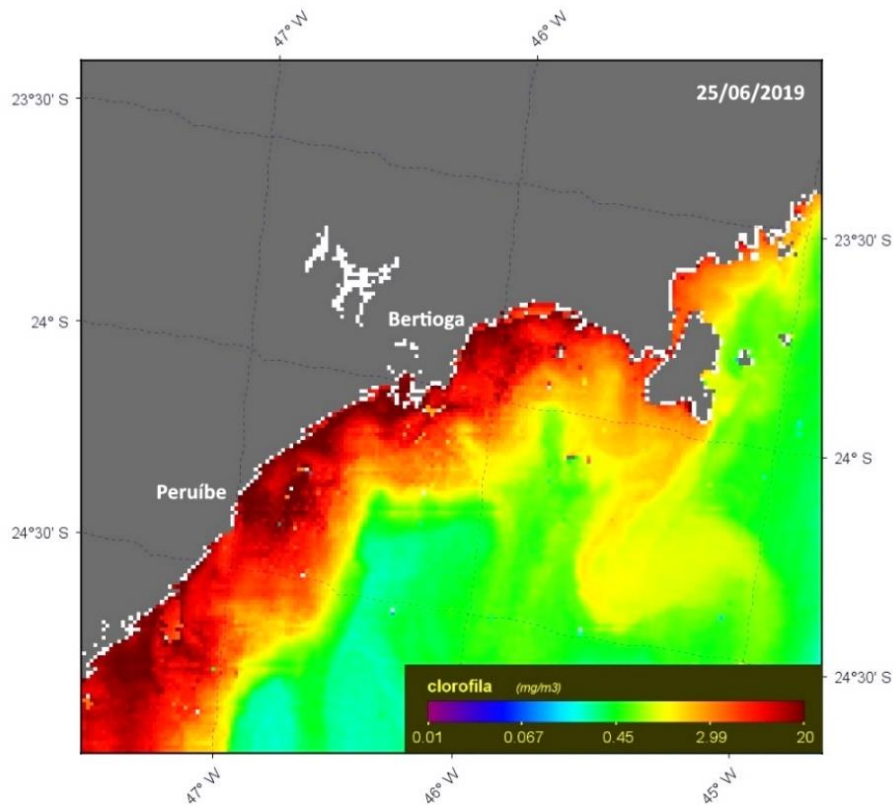 47° W
46° W
23°30' S
25/06/2019
23°30' S
24° S
Bertioga
24° S
Peruíbe
24°30' S
clorofila (mg/m3)
24°30' S
0.01 0.067 0.45 2.99 20
47° W
46° W
45° W